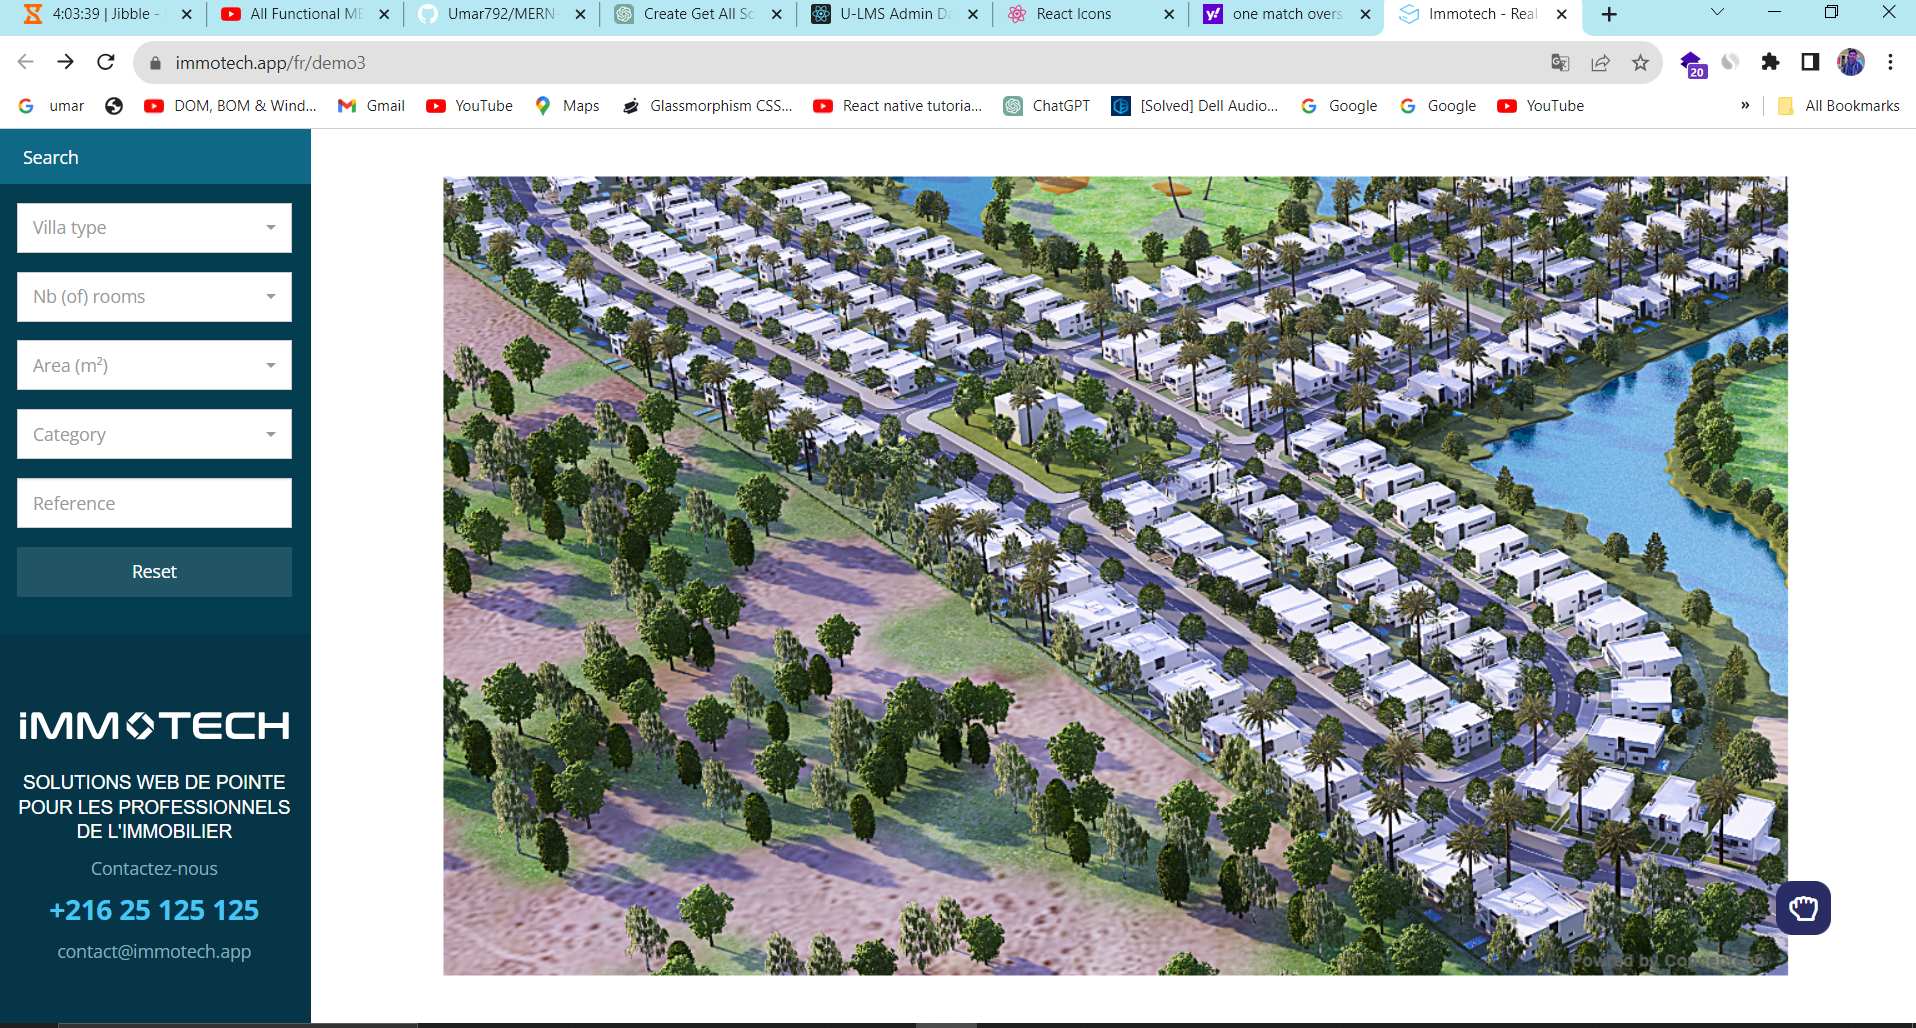 4:03:39 | Jibble -
All Functional ME
Umar792/MERN-
Create Get All Sc
U-LMS Admin Da
React Icons
one match overs
Immotech - Real
immotech.app/fr/demo3
20
umar
DOM, BOM & Wind...
Gmail
YouTube
Maps
Glassmorphism CSS...
React native tutoria...
ChatGPT
[Solved] Dell Audio...
Google
Google
YouTube
»
All Bookmarks
Search
Villa type
Nb (of) rooms
Area (m²)
Category
Reference
Reset
iMMOTECH
SOLUTIONS WEB DE POINTE
POUR LES PROFESSIONNELS
DE L'IMMOBILIER
Contactez-nous
+216 25 125 125
contact@immotech.app
Powered by